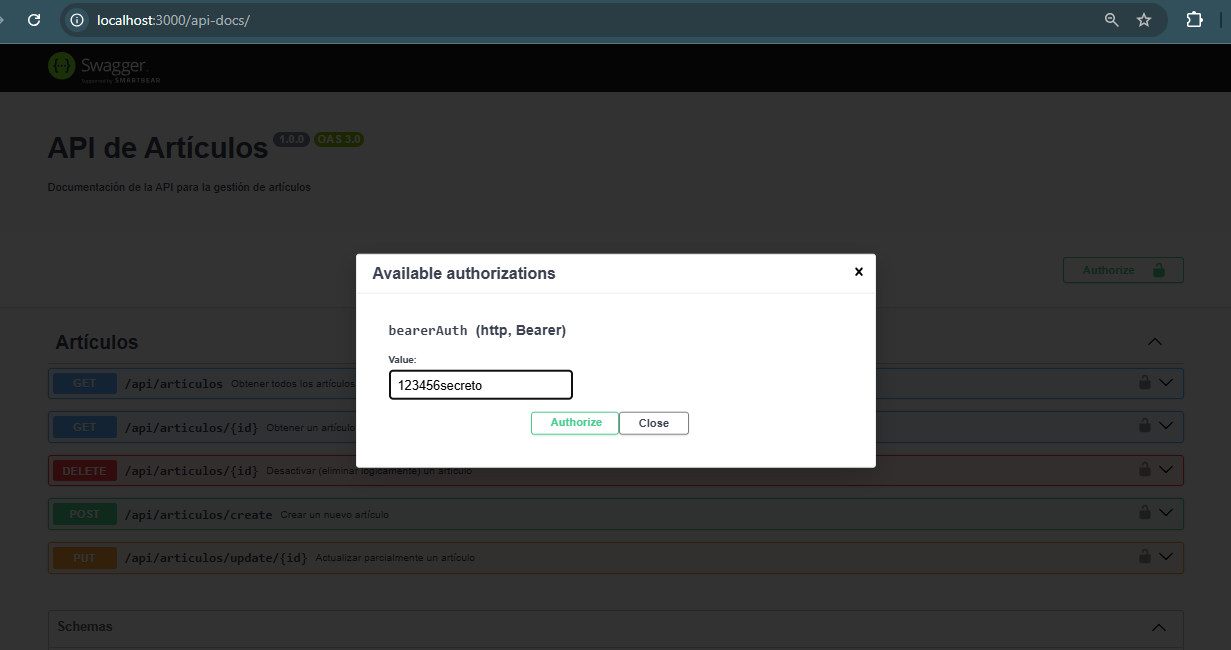 localhost:3000/api-docs/
Swagger
Supported by SMARTBEAR
API de Artículos 1.0.0 OAS 3.0
Documentación de la API para la gestión de artículos
Authorize
Available authorizations
bearerAuth (http, Bearer)
Value:
123456secreto
Authorize Close
Artículos
GET /api/articulos Obtener todos los artículos
GET /api/articulos/{id} Obtener un artículo
DELETE /api/articulos/{id} Desactivar (eliminar lógicamente) un artículo
POST /api/articulos/create Crear un nuevo artículo
PUT /api/articulos/update/{id} Actualizar parcialmente un artículo
Schemas